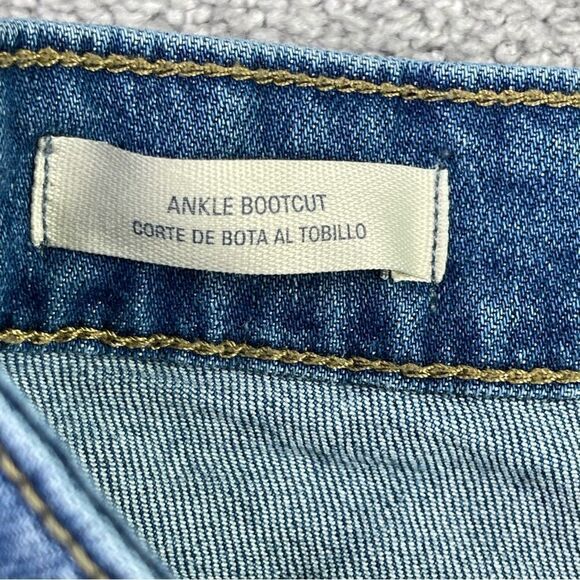 ANKLE BOOTCUT
CORTE DE BOTA AL TOBILLO